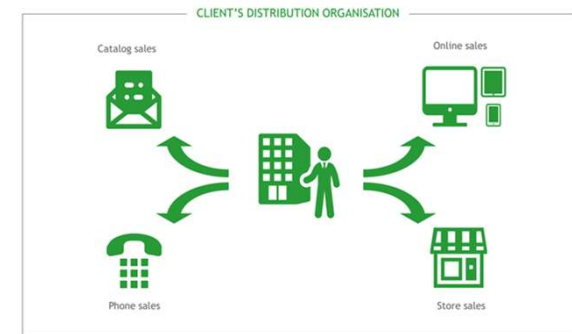 CLIENT'S DISTRIBUTION ORGANISATION
Catalog sales
Online sales
Phone sales
Store sales